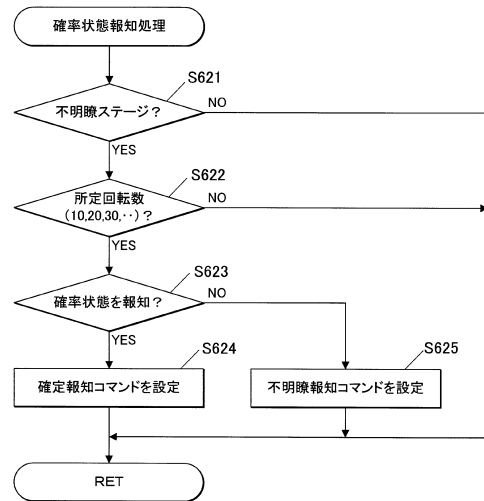 確率状態報知処理
S621
不明瞭ステージ？
NO
YES
S622
所定回転数
(10,20,30,‥)？
NO
YES
S623
確率状態を報知？
NO
YES
S624
確定報知コマンドを設定
S625
不明瞭報知コマンドを設定
RET